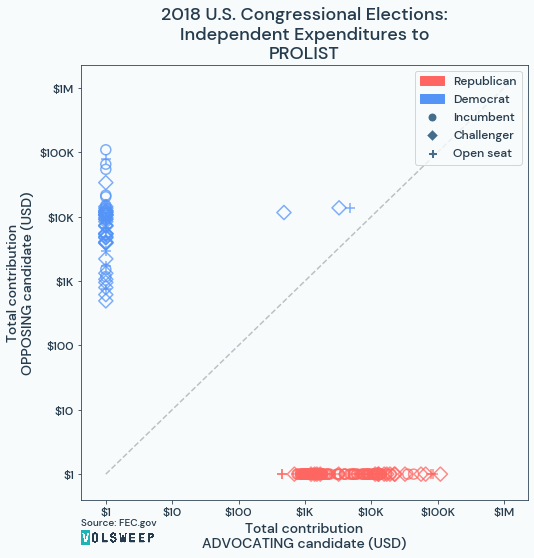 2018 U.S. Congressional Elections:
Independent Expenditures to
PROLIST
Republican
Democrat
Incumbent
Challenger
Open seat
Total contribution
OPPOSING candidate (USD)
$1M
$100K
$10K
$1K
$100
$10
$1
$1 $10 $100 $1K $10K $100K $1M
Total contribution
ADVOCATING candidate (USD)
Source: FEC.gov
VOLSWEEP